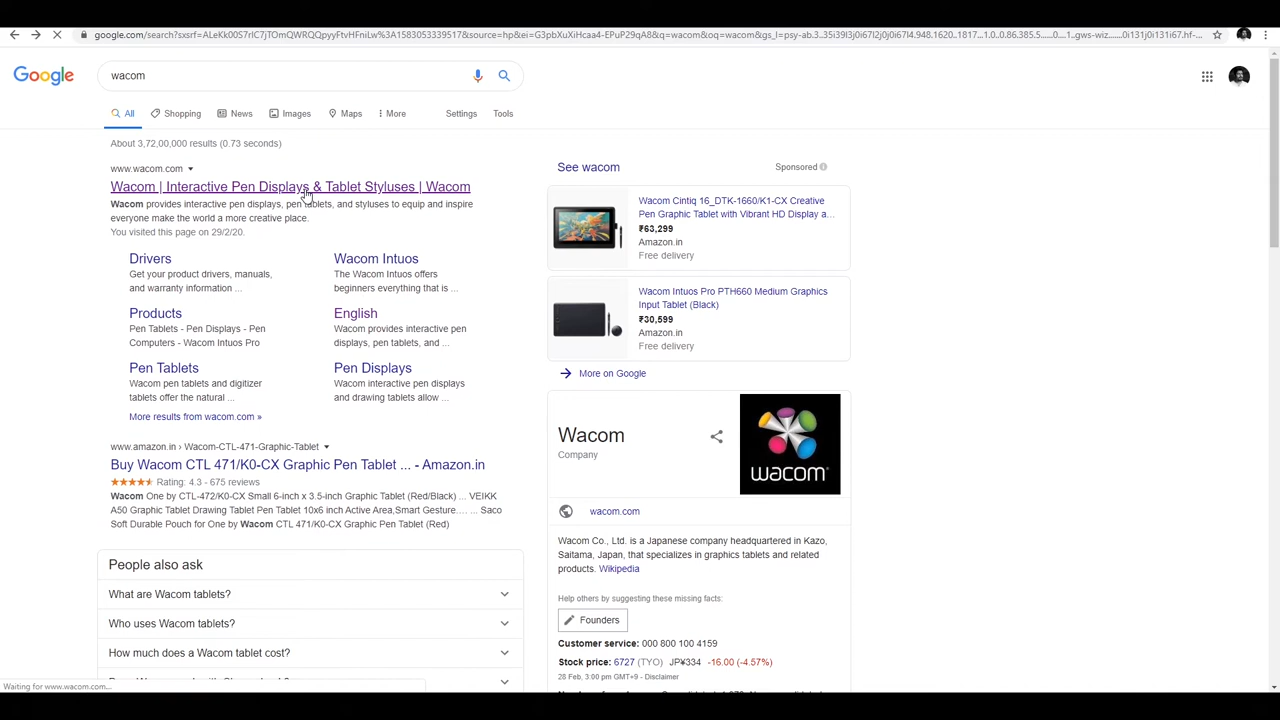 google.com/search?sxsrf=ALeKk00S7rIC7jTOmQWRQQpyyFtvHFniLw%3A1583053339517&source=hp&ei=G3pbXuXiHcaa4-EPuP29qA8&q=wacom&oq=wacom&gs_l=psy-ab.3..35i39l3j0i67l2j0j0i67l4.948.1620..1817...1.0..0.86.385.5......0....1..gws-wiz.......0i131j0i131i67.hf-...
Google
wacom
All
Shopping
News
Images
Maps
More
Settings
Tools
About 3,72,00,000 results (0.73 seconds)
www.wacom.com
Wacom | Interactive Pen Displays & Tablet Styluses | Wacom
Wacom provides interactive pen displays, pen tablets, and styluses to equip and inspire
everyone make the world a more creative place.
You visited this page on 29/2/20.
Drivers
Get your product drivers, manuals,
and warranty information ...
Wacom Intuos
The Wacom Intuos offers
beginners everything that is ...
Products
Pen Tablets - Pen Displays - Pen
Computers - Wacom Intuos Pro
English
Wacom provides interactive pen
displays, pen tablets, and ...
Pen Tablets
Wacom pen tablets and digitizer
tablets offer the natural ...
Pen Displays
Wacom interactive pen displays
and drawing tablets allow ...
More results from wacom.com »
www.amazon.in › Wacom-CTL-471-Graphic-Tablet
Buy Wacom CTL 471/K0-CX Graphic Pen Tablet ... - Amazon.in
Rating: 4.3 - 675 reviews
Wacom One by CTL-472/K0-CX Small 6-inch x 3.5-inch Graphic Tablet (Red/Black) ... VEIKK
A50 Graphic Tablet Drawing Tablet Pen Tablet 10x6 inch Active Area,Smart Gesture.... ... Saco
Soft Durable Pouch for One by Wacom CTL 471/K0-CX Graphic Pen Tablet (Red)
People also ask
What are Wacom tablets?
Who uses Wacom tablets?
How much does a Wacom tablet cost?
Waiting for www.wacom.com...
See wacom
Sponsored
Wacom Cintiq 16_DTK-1660/K1-CX Creative
Pen Graphic Tablet with Vibrant HD Display a...
₹63,299
Amazon.in
Free delivery
Wacom Intuos Pro PTH660 Medium Graphics
Input Tablet (Black)
₹30,599
Amazon.in
Free delivery
More on Google
Wacom
Company
wacom
wacom.com
Wacom Co., Ltd. is a Japanese company headquartered in Kazo,
Saitama, Japan, that specializes in graphics tablets and related
products. Wikipedia
Help others by suggesting these missing facts:
Founders
Customer service: 000 800 100 4159
Stock price: 6727 (TYO) JP¥334 -16.00 (-4.57%)
28 Feb, 3:00 pm GMT+9 - Disclaimer